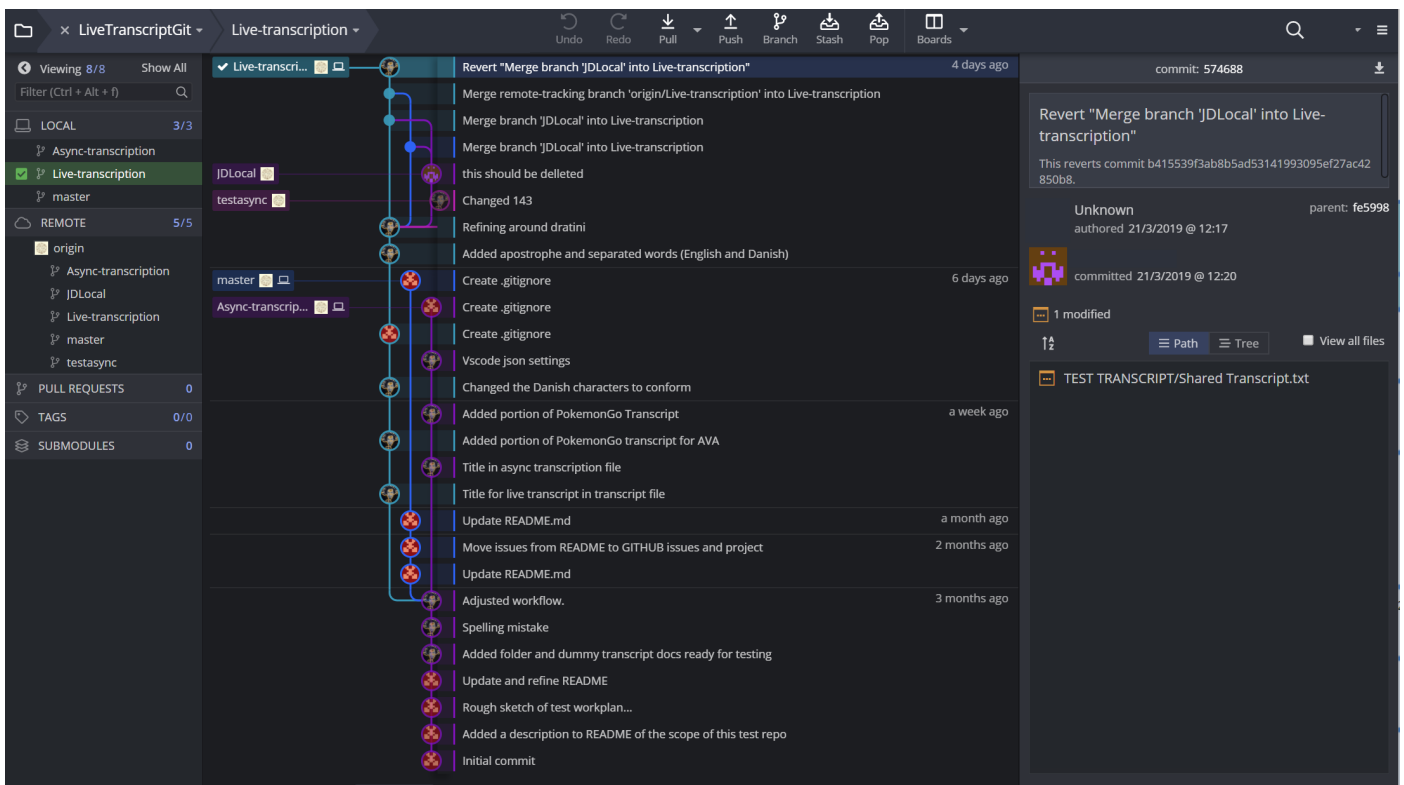 LiveTranscriptGit
Live-transcription
Undo
Redo
Pull
Push
Branch
Stash
Pop
Boards
Viewing 8/8
Show All
Filter (Ctrl + Alt + f)
LOCAL 3/3
Async-transcription
Live-transcription
master
REMOTE 5/5
origin
Async-transcription
JDLocal
Live-transcription
master
testasync
PULL REQUESTS 0
TAGS 0/0
SUBMODULES 0
Live-transcri... Revert "Merge branch 'JDLocal' into Live-transcription" 4 days ago
Merge remote-tracking branch 'origin/Live-transcription' into Live-transcription
Merge branch 'JDLocal' into Live-transcription
Merge branch 'JDLocal' into Live-transcription
JDLocal this should be delleted
testasync Changed 143
Refining around dratini
Added apostrophe and separated words (English and Danish)
master Create .gitignore 6 days ago
Async-transcrip... Create .gitignore
Create .gitignore
Vscode json settings
Changed the Danish characters to conform
Added portion of PokemonGo Transcript a week ago
Added portion of PokemonGo transcript for AVA
Title in async transcription file
Title for live transcript in transcript file
Update README.md a month ago
Move issues from README to GITHUB issues and project 2 months ago
Update README.md
Adjusted workflow. 3 months ago
Spelling mistake
Added folder and dummy transcript docs ready for testing
Update and refine README
Rough sketch of test workplan...
Added a description to README of the scope of this test repo
Initial commit
commit: 574688
Revert "Merge branch 'JDLocal' into Live-
transcription"
This reverts commit b415539f3ab8b5ad53141993095ef27ac42
850b8.
Unknown parent: fe5998
authored 21/3/2019 @ 12:17
committed 21/3/2019 @ 12:20
1 modified
Path
Tree
View all files
TEST TRANSCRIPT/Shared Transcript.txt